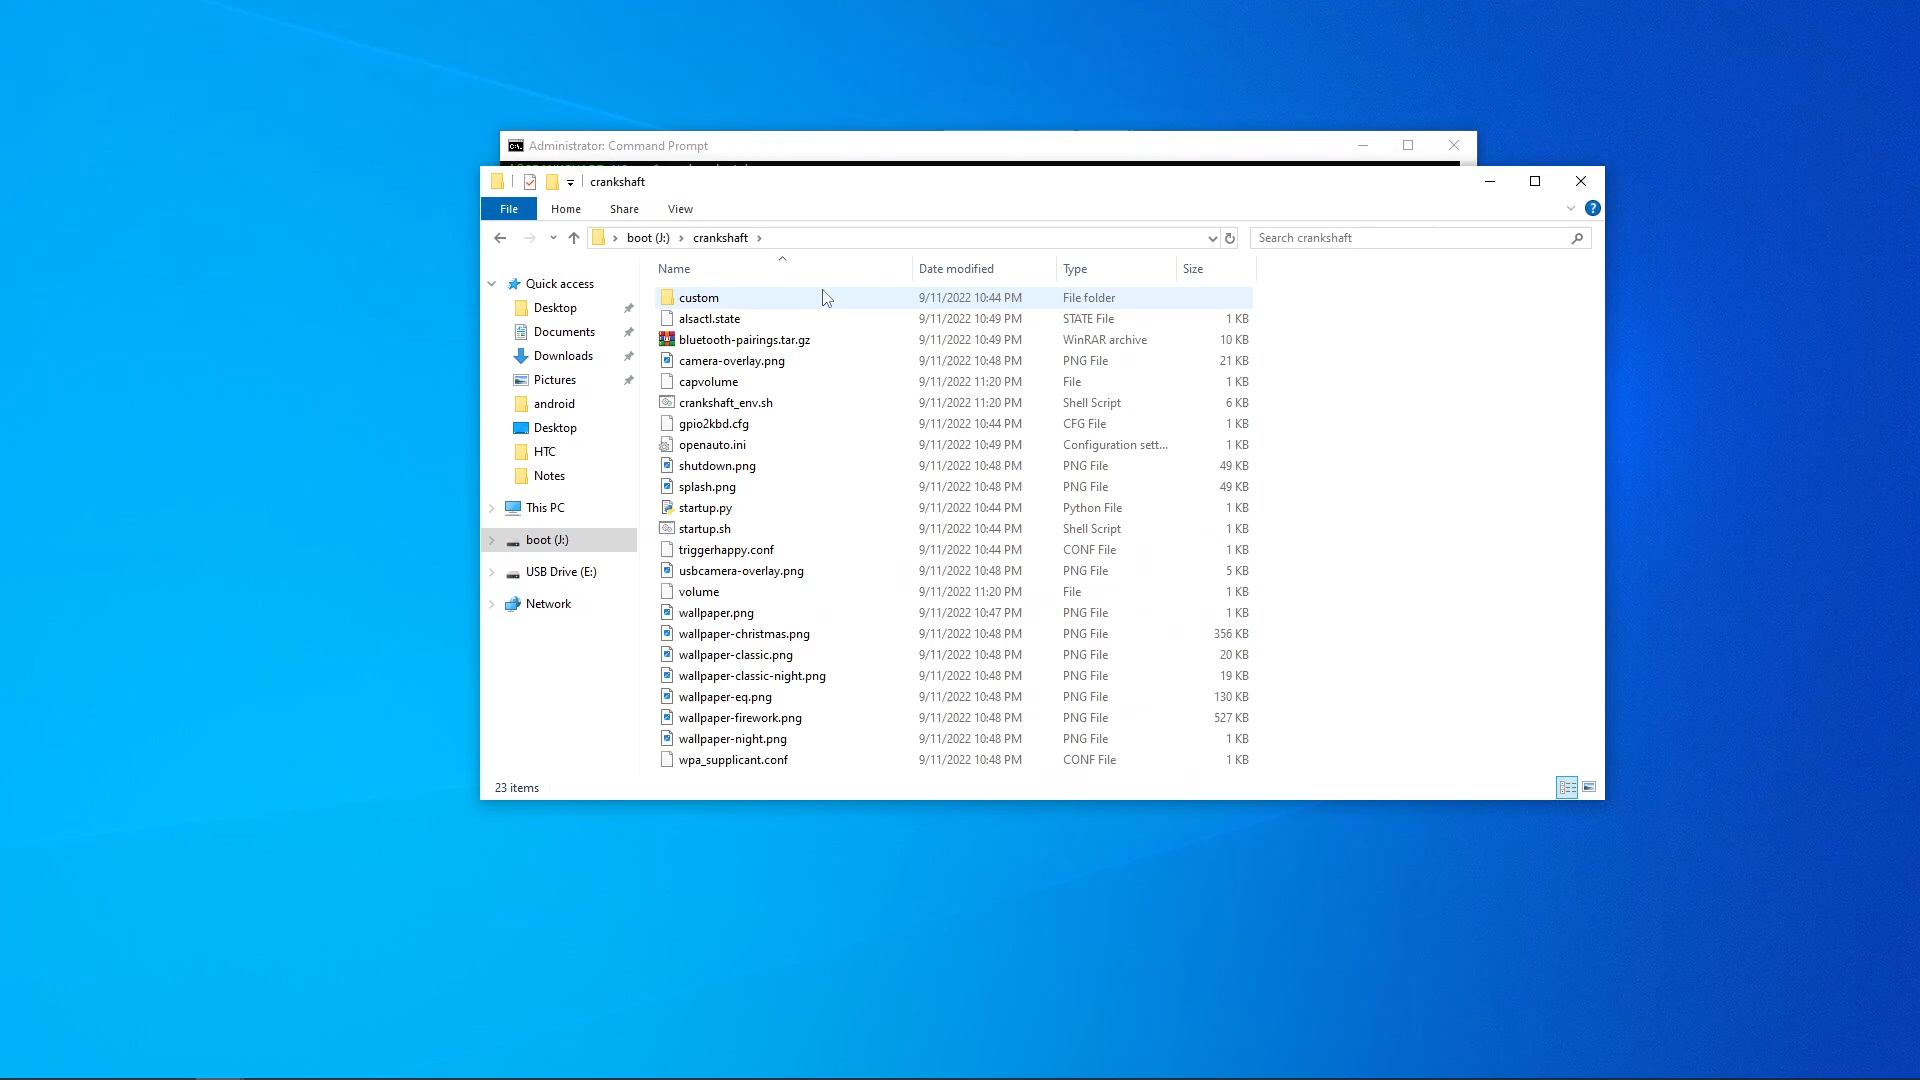 Administrator: Command Prompt
crankshaft
File Home Share View
boot (J:) crankshaft
Search crankshaft
Name Date modified Type Size
Quick access
Desktop
Documents
Downloads
Pictures
android
Desktop
HTC
Notes
This PC
boot (J:)
USB Drive (E:)
Network
custom 9/11/2022 10:44 PM File folder
alsactl.state 9/11/2022 10:49 PM STATE File 1 KB
bluetooth-pairings.tar.gz 9/11/2022 10:49 PM WinRAR archive 10 KB
camera-overlay.png 9/11/2022 10:48 PM PNG File 21 KB
capvolume 9/11/2022 11:20 PM File 1 KB
crankshaft_env.sh 9/11/2022 11:20 PM Shell Script 6 KB
gpio2kbd.cfg 9/11/2022 10:44 PM CFG File 1 KB
openauto.ini 9/11/2022 10:49 PM Configuration sett... 1 KB
shutdown.png 9/11/2022 10:48 PM PNG File 49 KB
splash.png 9/11/2022 10:48 PM PNG File 49 KB
startup.py 9/11/2022 10:44 PM Python File 1 KB
startup.sh 9/11/2022 10:44 PM Shell Script 1 KB
triggerhappy.conf 9/11/2022 10:44 PM CONF File 1 KB
usbcamera-overlay.png 9/11/2022 10:48 PM PNG File 5 KB
volume 9/11/2022 11:20 PM File 1 KB
wallpaper.png 9/11/2022 10:47 PM PNG File 1 KB
wallpaper-christmas.png 9/11/2022 10:48 PM PNG File 356 KB
wallpaper-classic.png 9/11/2022 10:48 PM PNG File 20 KB
wallpaper-classic-night.png 9/11/2022 10:48 PM PNG File 19 KB
wallpaper-eq.png 9/11/2022 10:48 PM PNG File 130 KB
wallpaper-firework.png 9/11/2022 10:48 PM PNG File 527 KB
wallpaper-night.png 9/11/2022 10:48 PM PNG File 1 KB
wpa_supplicant.conf 9/11/2022 10:48 PM CONF File 1 KB
23 items